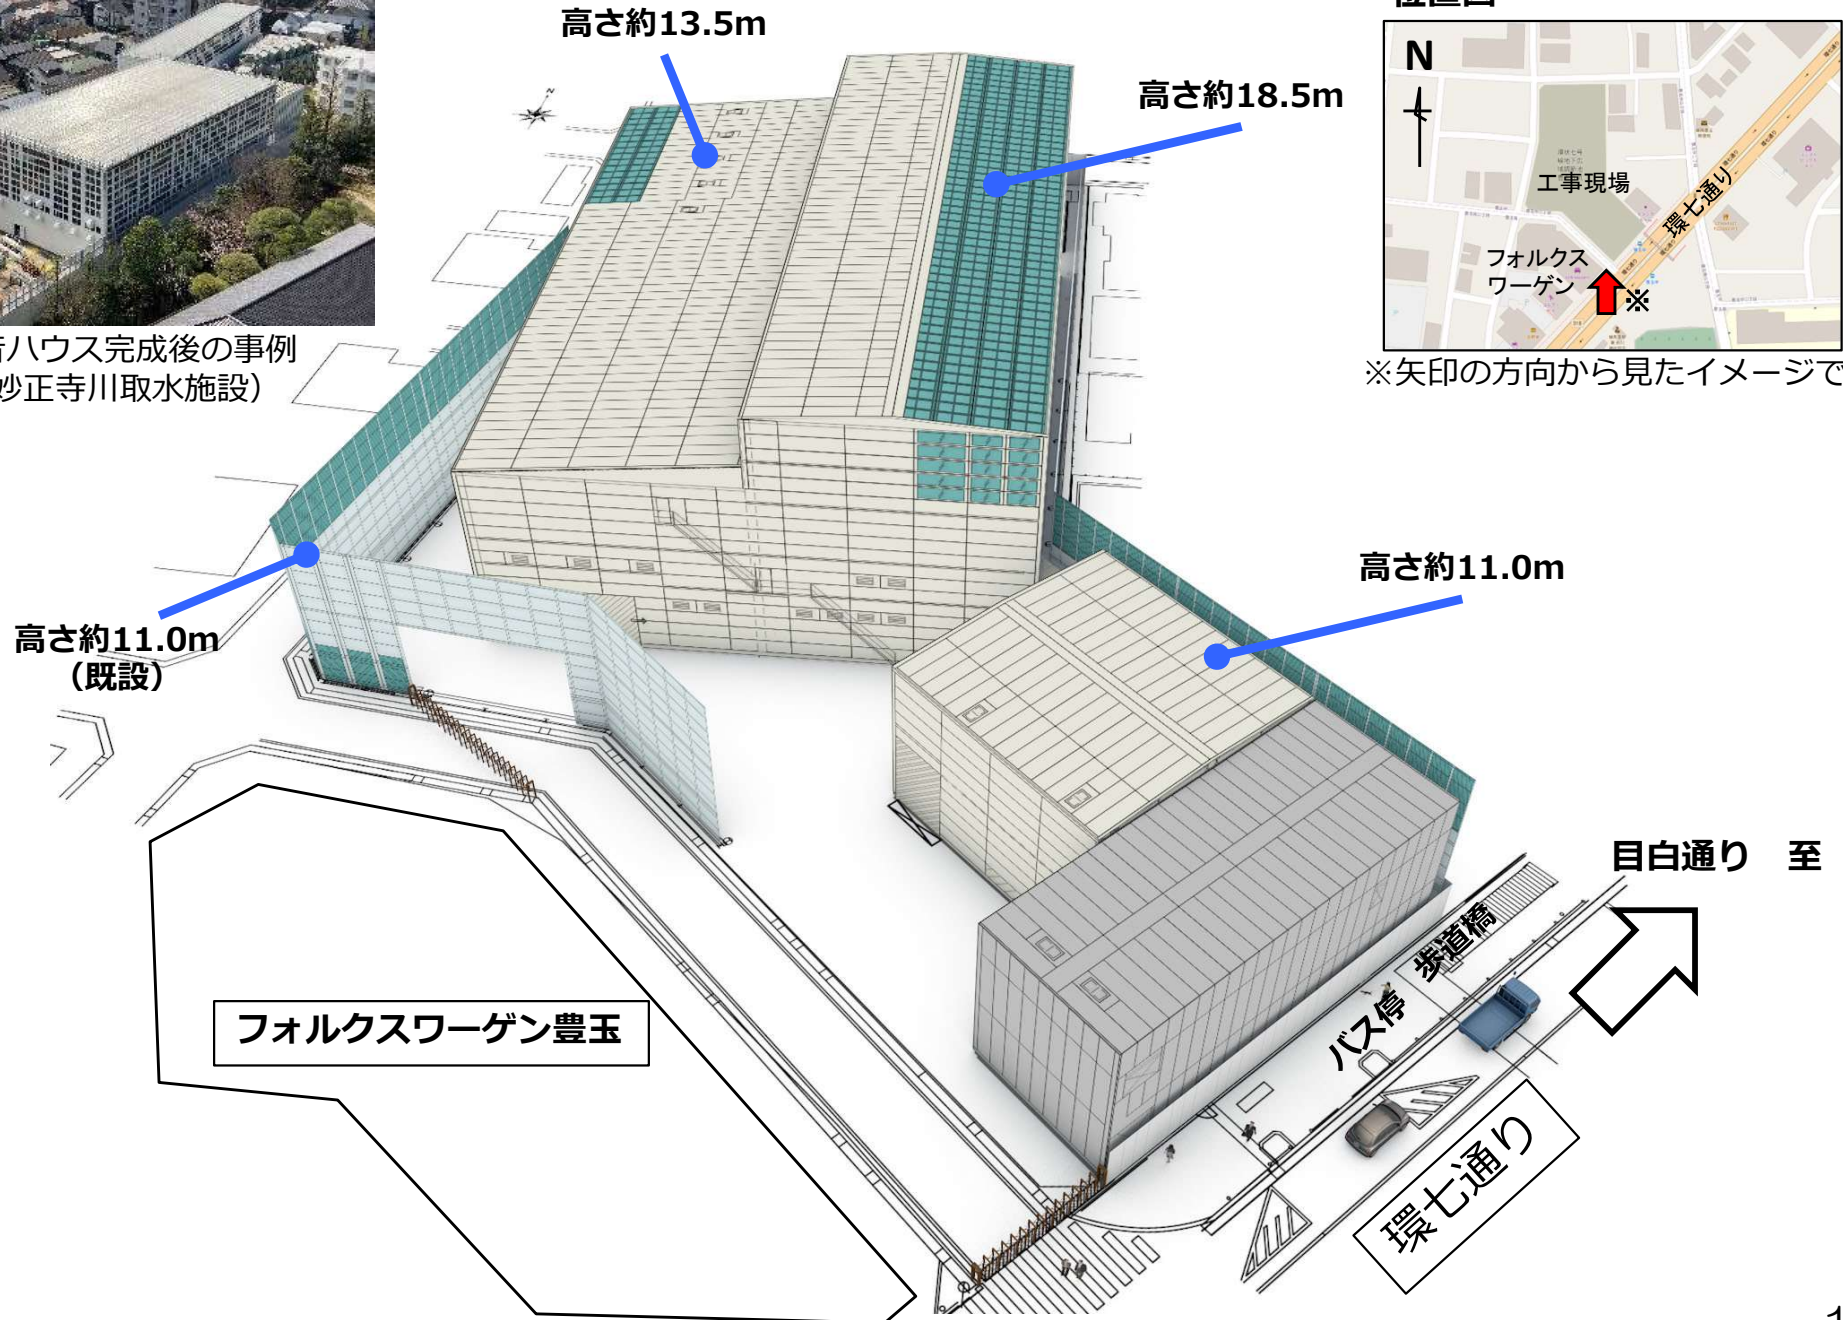 高さ約13.5m
高さ約18.5m
N
工事現場
環七通り
フォルクス
ワーゲン
※
音ハウス完成後の事例
妙正寺川取水施設）
※矢印の方向から見たイメージで
高さ約11.0m
高さ約11.0m
（既設）
目白通り　至
歩道橋
バス停
フォルクスワーゲン豊玉
環七通り